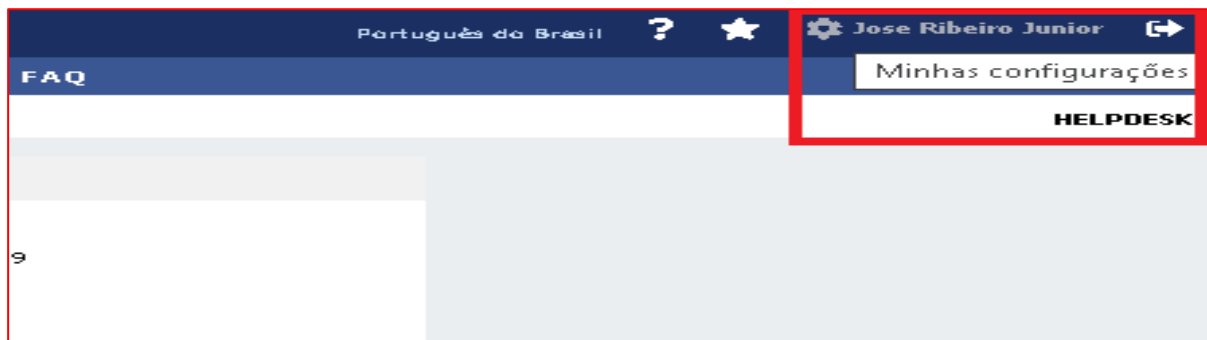 Português do Brasil ? Jose Ribeiro Junior
FAQ
Minhas configurações
HELPDESK
9